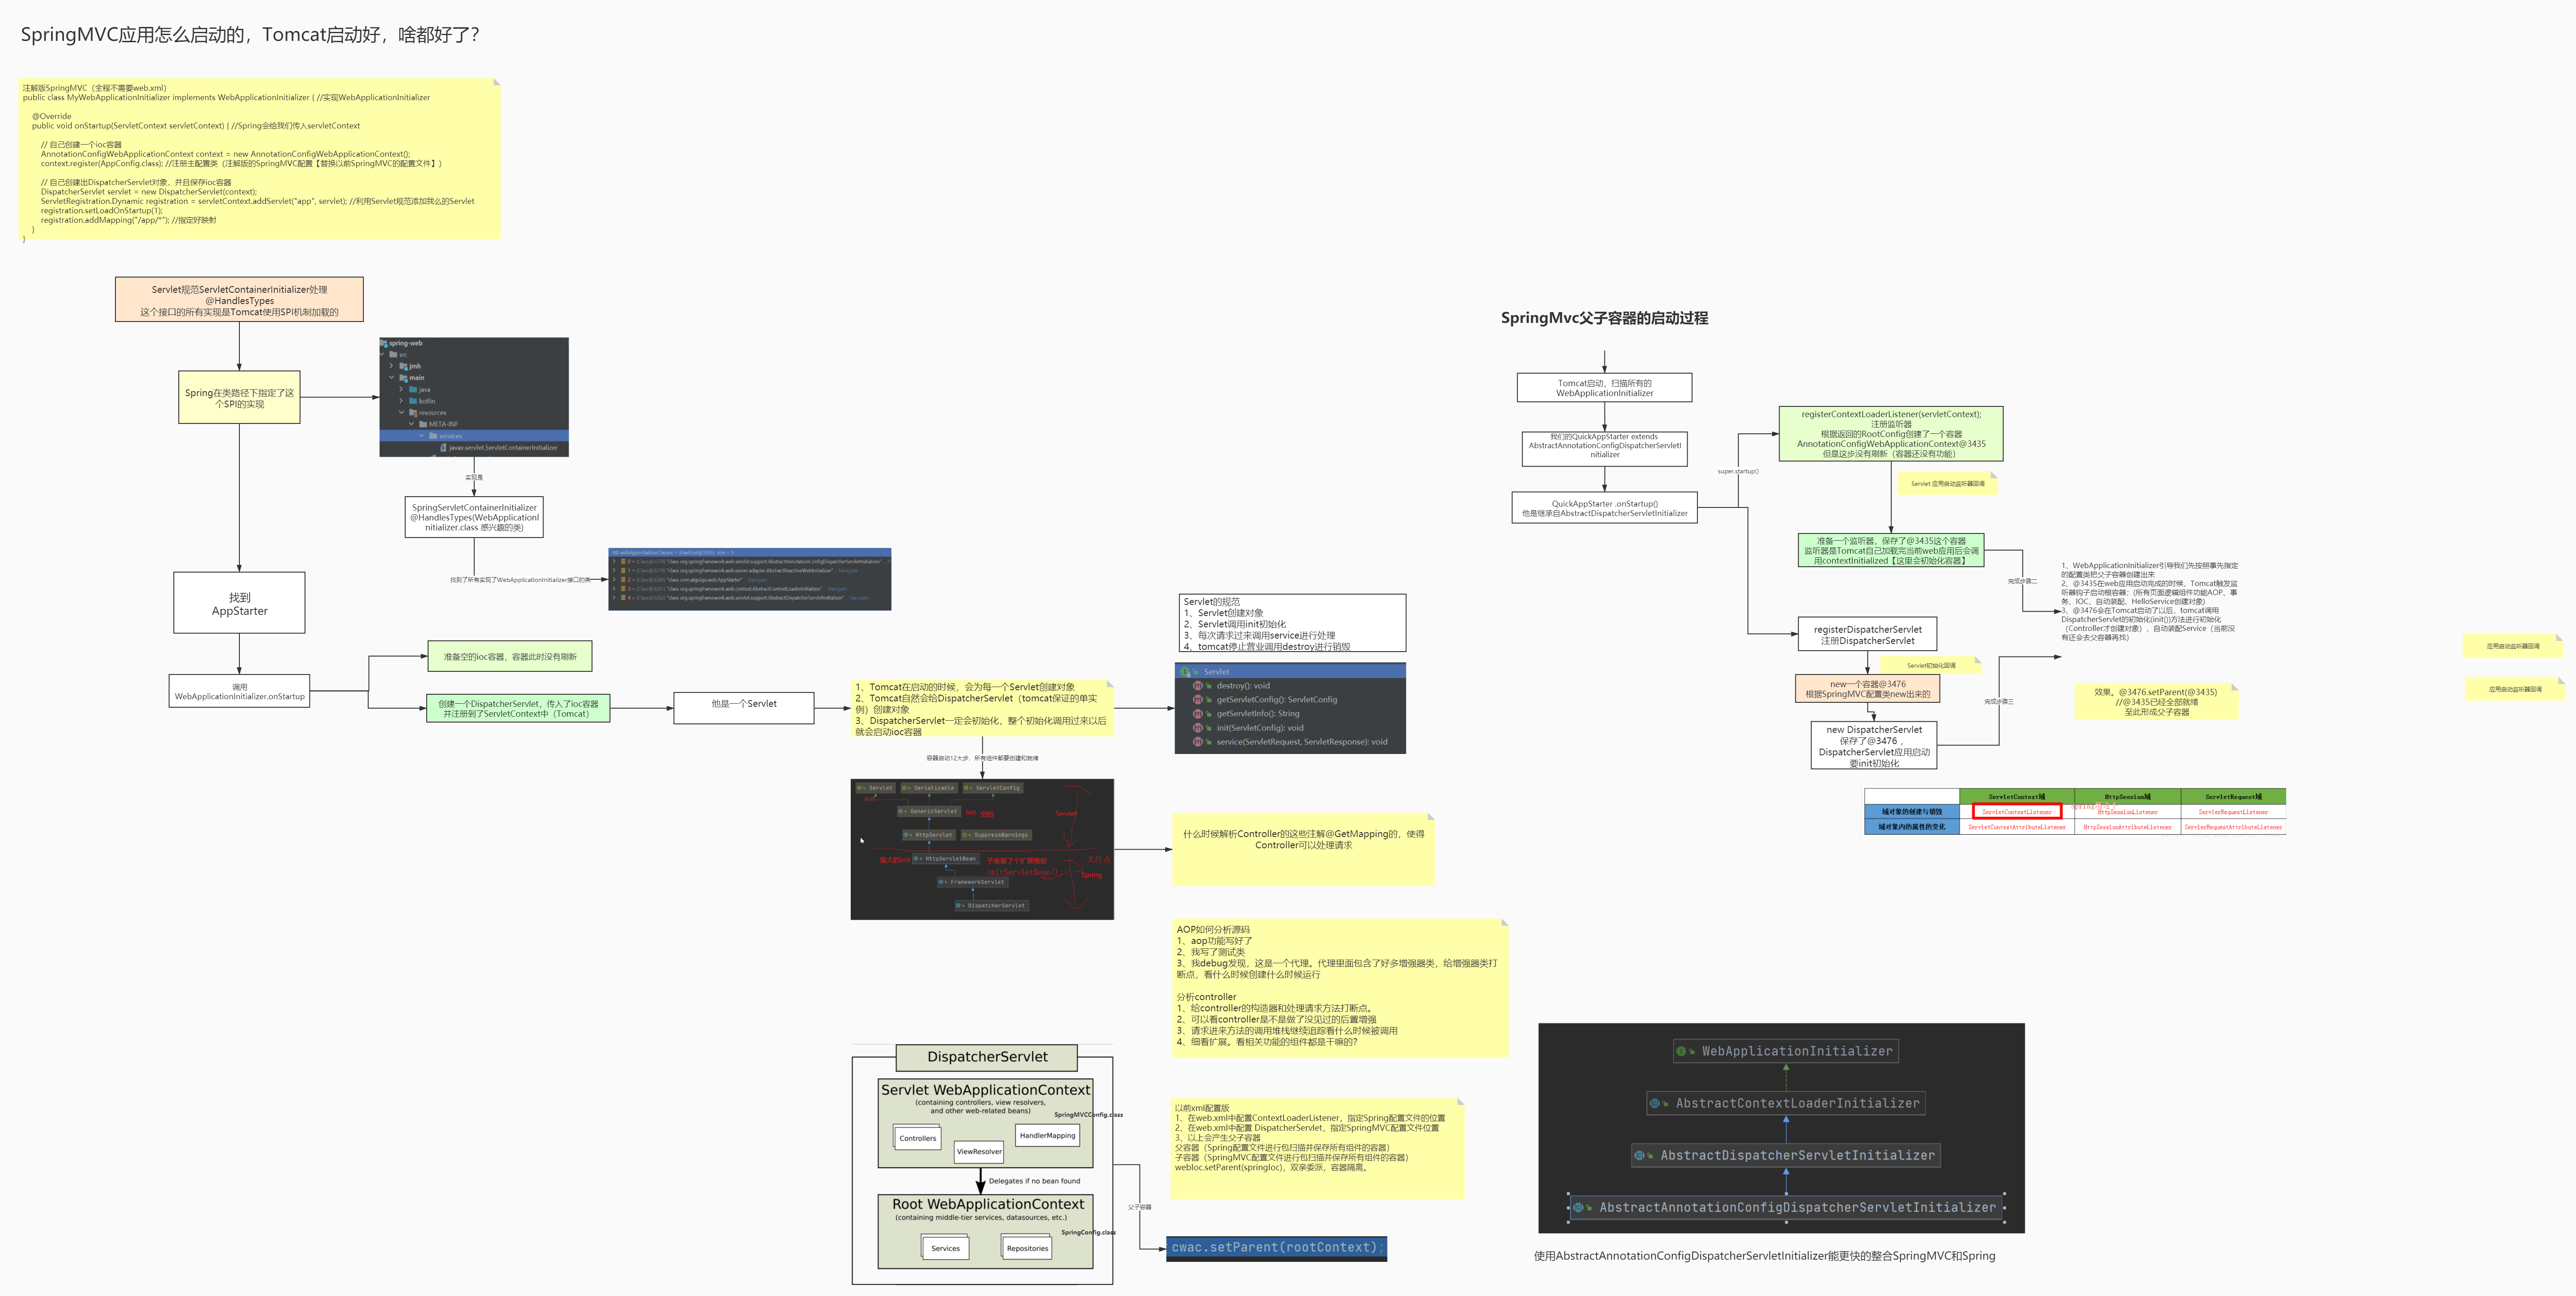 SpringMVC应用怎么启动的，Tomcat启动好，啥都好了？
注解版SpringMVC（全程不需要web.xml）
public class MyWebApplicationInitializer implements WebApplicationInitializer { //实现WebApplicationInitializer
@Override
public void onStartup(ServletContext servletContext) { //Spring会给我们传入servletContext
// 自己创建一个ioc容器
AnnotationConfigWebApplicationContext context = new AnnotationConfigWebApplicationContext();
context.register(AppConfig.class); //注册主配置类（注解版的SpringMVC配置【替换以前SpringMVC的配置文件】）
// 自己创建出DispatcherServlet对象，并且保存ioc容器
DispatcherServlet servlet = new DispatcherServlet(context);
ServletRegistration.Dynamic registration = servletContext.addServlet("app", servlet); //利用Servlet规范添加我么的Servlet
registration.setLoadOnStartup(1);
registration.addMapping("/app/*"); //指定好映射
}
}
Servlet规范ServletContainerInitializer处理
@HandlesTypes
这个接口的所有实现是Tomcat使用SPI机制加载的
Spring在类路径下指定了这
个SPI的实现
spring-web
src
jmh
main
java
kotlin
resources
META-INF
services
javax.servlet.ServletContainerInitializer
实现是
SpringServletContainerInitializer
@HandlesTypes(WebApplicationI
nitializer.class 感兴趣的类)
找到了所有实现了WebApplicationInitializer接口的类
找到
AppStarter
调用
WebApplicationInitializer.onStartup
准备空的ioc容器，容器此时没有刷新
创建一个DispatcherServlet，传入了ioc容器
并注册到了ServletContext中（Tomcat）
他是一个Servlet
1、Tomcat在启动的时候，会为每一个Servlet创建对象
2、Tomcat自然会给DispatcherServlet（tomcat保证的单实
例）创建对象
3、DispatcherServlet一定会初始化，整个初始化调用过来以后
就会启动ioc容器
容器启动12大步，所有组件都要创建和就绪
Servlet的规范
1、Servlet创建对象
2、Servlet调用init初始化
3、每次请求过来调用service进行处理
4、tomcat停止营业调用destroy进行销毁
Servlet
destroy(): void
getServletConfig(): ServletConfig
getServletInfo(): String
init(ServletConfig): void
service(ServletRequest, ServletResponse): void
Servlet
Serializable
ServletConfig
init
GenericServlet
init 空的
Servlet
HttpServlet
SuppressWarnings
强大的init
HttpServletBean
子类留了个扩展模板
initServletBean()
关注点
FrameworkServlet
Spring
DispatcherServlet
什么时候解析Controller的这些注解@GetMapping的，使得
Controller可以处理请求
AOP如何分析源码
1、aop功能写好了
2、我写了测试类
3、我debug发现，这是一个代理。代理里面包含了好多增强器类，给增强器类打
断点，看什么时候创建什么时候运行
分析controller
1、给controller的构造器和处理请求方法打断点。
2、可以看controller是不是做了没见过的后置增强
3、请求进来方法的调用堆栈继续追踪看什么时候被调用
4、细看扩展。看相关功能的组件都是干嘛的？
DispatcherServlet
Servlet WebApplicationContext
(containing controllers, view resolvers,
and other web-related beans)
SpringMVCConfig.class
Controllers
ViewResolver
HandlerMapping
Delegates if no bean found
Root WebApplicationContext
(containing middle-tier services, datasources, etc.)
SpringConfig.class
Services
Repositories
父子容器
以前xml配置版
1、在web.xml中配置ContextLoaderListener，指定Spring配置文件的位置
2、在web.xml中配置 DispatcherServlet，指定SpringMVC配置文件位置
3、以上会产生父子容器
父容器（Spring配置文件进行包扫描并保存所有组件的容器）
子容器（SpringMVC配置文件进行包扫描并保存所有组件的容器）
webIoc.setParent(springIoc)，双亲委派，容器隔离。
cwac.setParent(rootContext);
SpringMvc父子容器的启动过程
Tomcat启动，扫描所有的
WebApplicationInitializer
我们的QuickAppStarter extends
AbstractAnnotationConfigDispatcherServletI
nitializer
QuickAppStarter .onStartup()
他是继承自AbstractDispatcherServletInitializer
super.startup()
registerContextLoaderListener(servletContext);
注册监听器
根据返回的RootConfig创建了一个容器
AnnotationConfigWebApplicationContext@3435
但是这步没有刷新（容器还没有功能）
Servlet 应用启动监听器回调
准备一个监听器，保存了@3435这个容器
监听器是Tomcat自己加载完当前web应用后会调
用contextInitialized【这里会初始化容器】
完成步骤二
1、WebApplicationInitializer引导我们先按照事先指定
的配置类把父子容器创建出来
2、@3435在web应用启动完成的时候，Tomcat触发监
听器钩子启动根容器；(所有页面逻辑组件功能AOP、事
务、IOC、自动装配、HelloService创建对象)
3、@3476会在Tomcat启动了以后，tomcat调用
DispatcherServlet的初始化(init())方法进行初始化
（Controller才创建对象），自动装配Service（当前没
有还会去父容器再找）
registerDispatcherServlet
注册DispatcherServlet
Servlet初始化回调
new一个容器@3476
根据SpringMVC配置类new出来的
new DispatcherServlet
保存了@3476，
DispatcherServlet应用启动
要init初始化
完成步骤三
效果。@3476.setParent(@3435)
//@3435已经全部就绪
至此形成父子容器
应用启动监听器回调
应用启动监听器回调
ServletContext域
HttpSession域
ServletRequest域
域对象的创建与销毁
ServletContextListener
HttpSessionListener
ServletRequestListener
域对象内的属性的变化
ServletContextAttributeListener
HttpSessionAttributeListener
ServletRequestAttributeListener
WebApplicationInitializer
AbstractContextLoaderInitializer
AbstractDispatcherServletInitializer
AbstractAnnotationConfigDispatcherServletInitializer
使用AbstractAnnotationConfigDispatcherServletInitializer能更快的整合SpringMVC和Spring